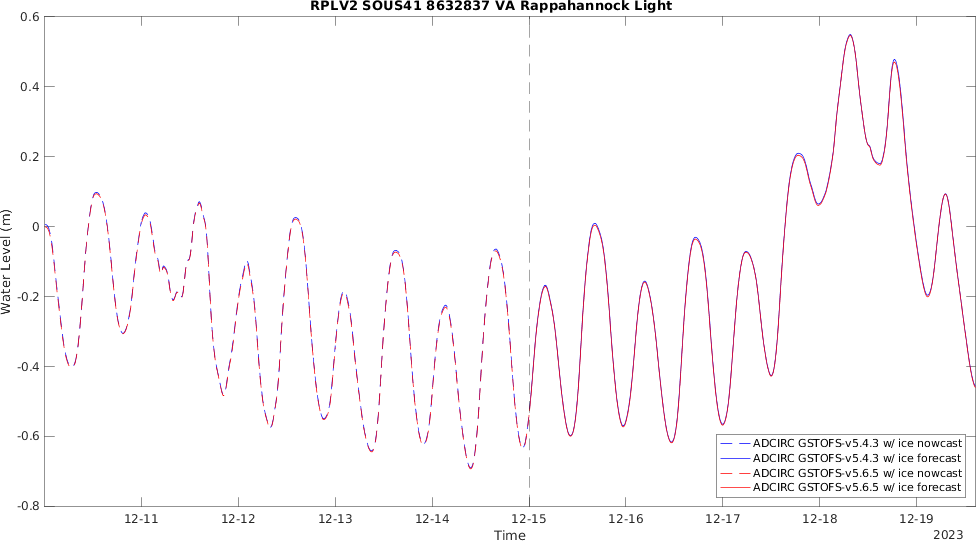 RPLV2 SOUS41 8632837 VA Rappahannock Light
0.6
0.4
0.2
0
-0.2
-0.4
-0.6
-0.8
Water Level (m)
ADCIRC GSTOFS-v5.4.3 w/ ice nowcast
ADCIRC GSTOFS-v5.4.3 w/ ice forecast
ADCIRC GSTOFS-v5.6.5 w/ ice nowcast
ADCIRC GSTOFS-v5.6.5 w/ ice forecast
12-11 12-12 12-13 12-14 12-15 12-16 12-17 12-18 12-19
Time
2023